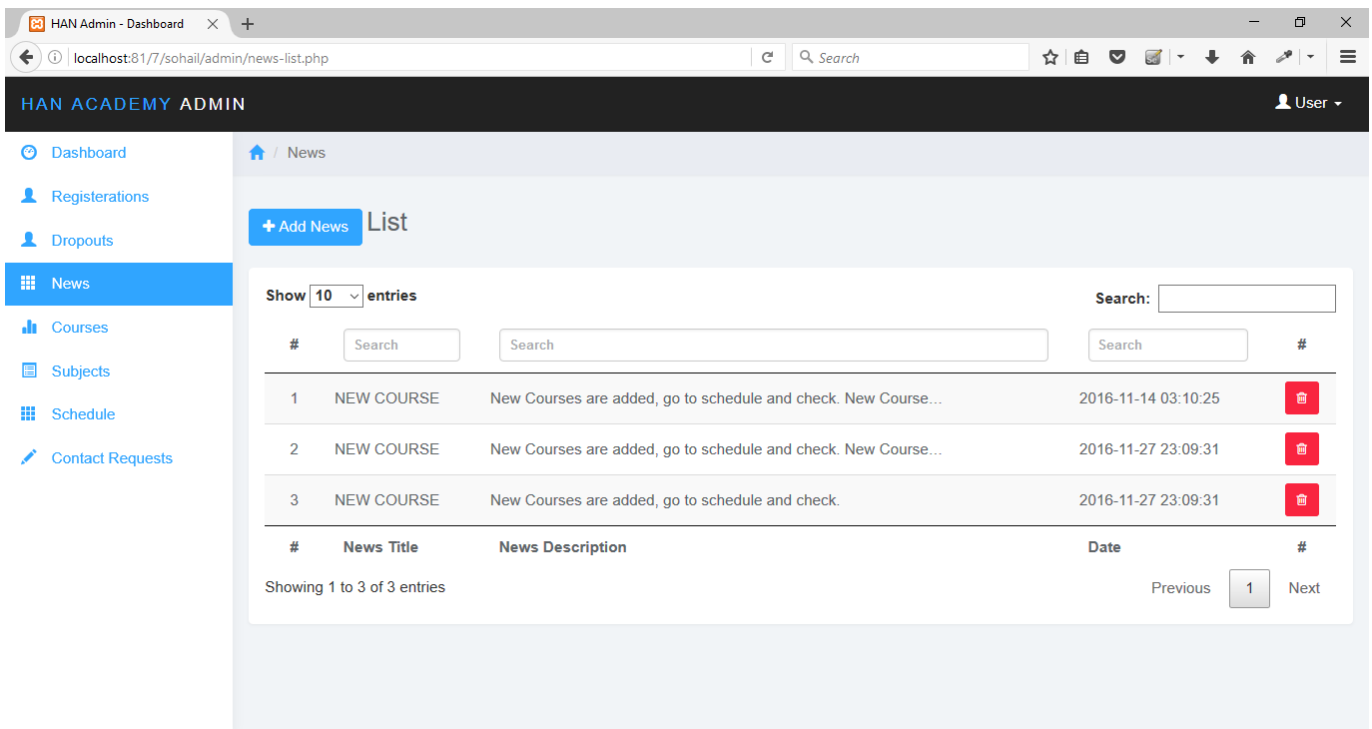 HAN Admin - Dashboard
localhost:81/7/sohail/admin/news-list.php
Search
HAN ACADEMY ADMIN
User
Dashboard
Registerations
Dropouts
News
Courses
Subjects
Schedule
Contact Requests
/ News
Add News List
Show 10 entries
Search:
# Search Search Search #
1 NEW COURSE New Courses are added, go to schedule and check. New Course... 2016-11-14 03:10:25
2 NEW COURSE New Courses are added, go to schedule and check. New Course... 2016-11-27 23:09:31
3 NEW COURSE New Courses are added, go to schedule and check. 2016-11-27 23:09:31
# News Title News Description Date #
Showing 1 to 3 of 3 entries
Previous 1 Next